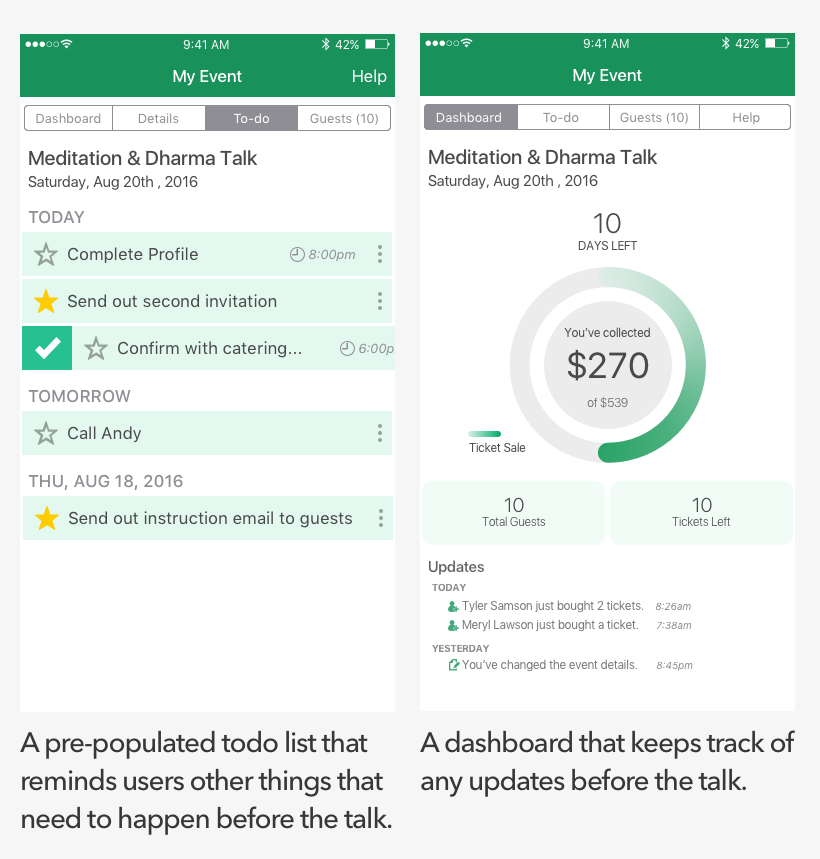 9:41 AM 42%
My Event Help
Dashboard Details To-do Guests (10)
Meditation & Dharma Talk
Saturday, Aug 20th , 2016
TODAY
Complete Profile 8:00pm
Send out second invitation
Confirm with catering... 6:00p
TOMORROW
Call Andy
THU, AUG 18, 2016
Send out instruction email to guests
A pre-populated todo list that
reminds users other things that
need to happen before the talk.
9:41 AM 42%
My Event
Dashboard To-do Guests (10) Help
Meditation & Dharma Talk
Saturday, Aug 20th , 2016
10
DAYS LEFT
You've collected
$270
of $539
Ticket Sale
10 10
Total Guests Tickets Left
Updates
TODAY
Tyler Samson just bought 2 tickets. 8:26am
Meryl Lawson just bought a ticket. 7:38am
YESTERDAY
You've changed the event details. 8:45pm
A dashboard that keeps track of
any updates before the talk.